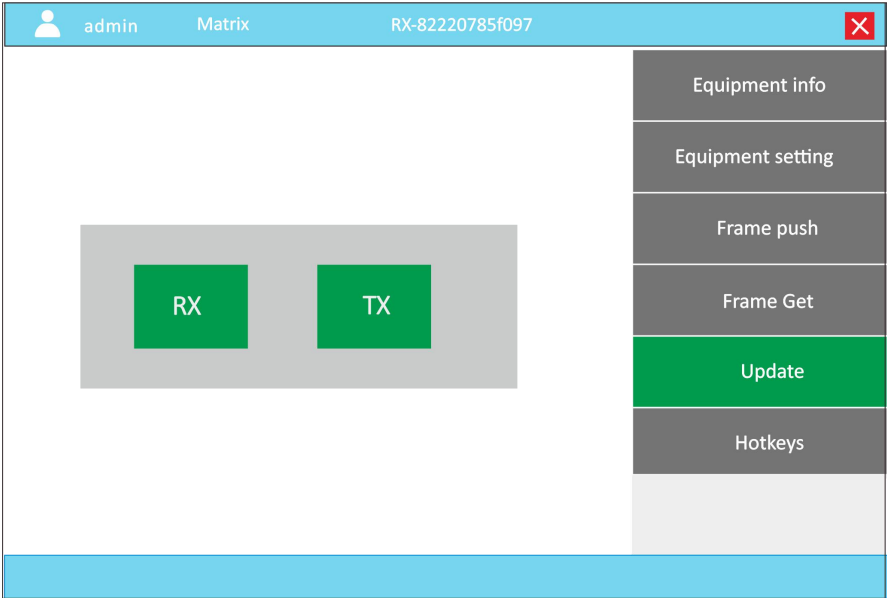 admin Matrix RX-82220785f097
Equipment info
Equipment setting
Frame push
RX TX
Frame Get
Update
Hotkeys